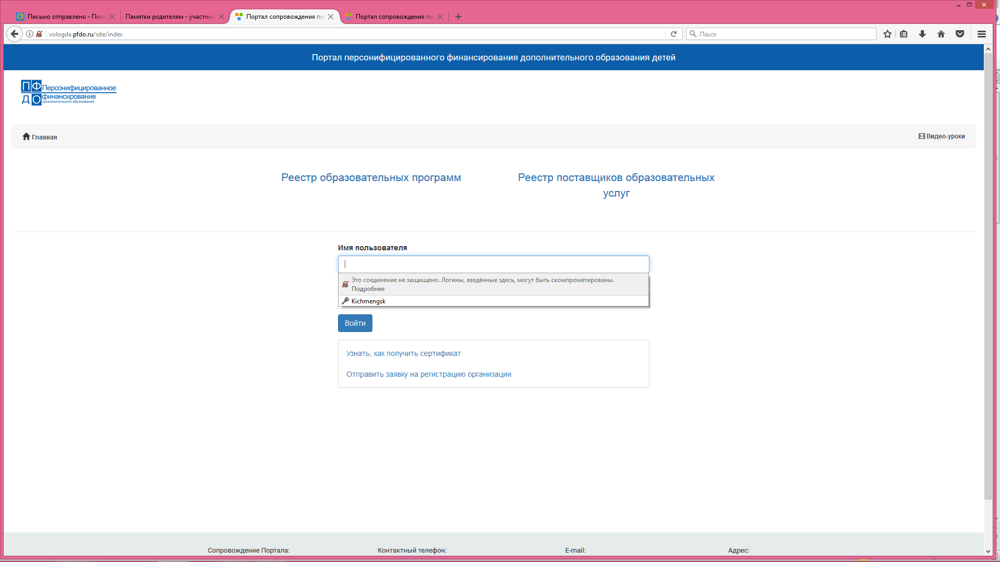 Письмо отправлено - Поч
Памятки родителям - участник
Портал сопровождения пе
Портал сопровождения пе
vologda.pfdo.ru/site/index
Поиск
Портал персонифицированного финансирования дополнительного образования детей
ПФ Персонифицированное
ДО финансирование
дополнительного образования
Главная
Видео-уроки
Реестр образовательных программ
Реестр поставщиков образовательных
услуг
Имя пользователя
Это соединение не защищено. Логины, введённые здесь, могут быть скомпрометированы.
Подробнее
Kichmengsk
Войти
Узнать, как получить сертификат
Отправить заявку на регистрацию организации
Сопровождение Портала:
Контактный телефон:
E-mail:
Адрес: